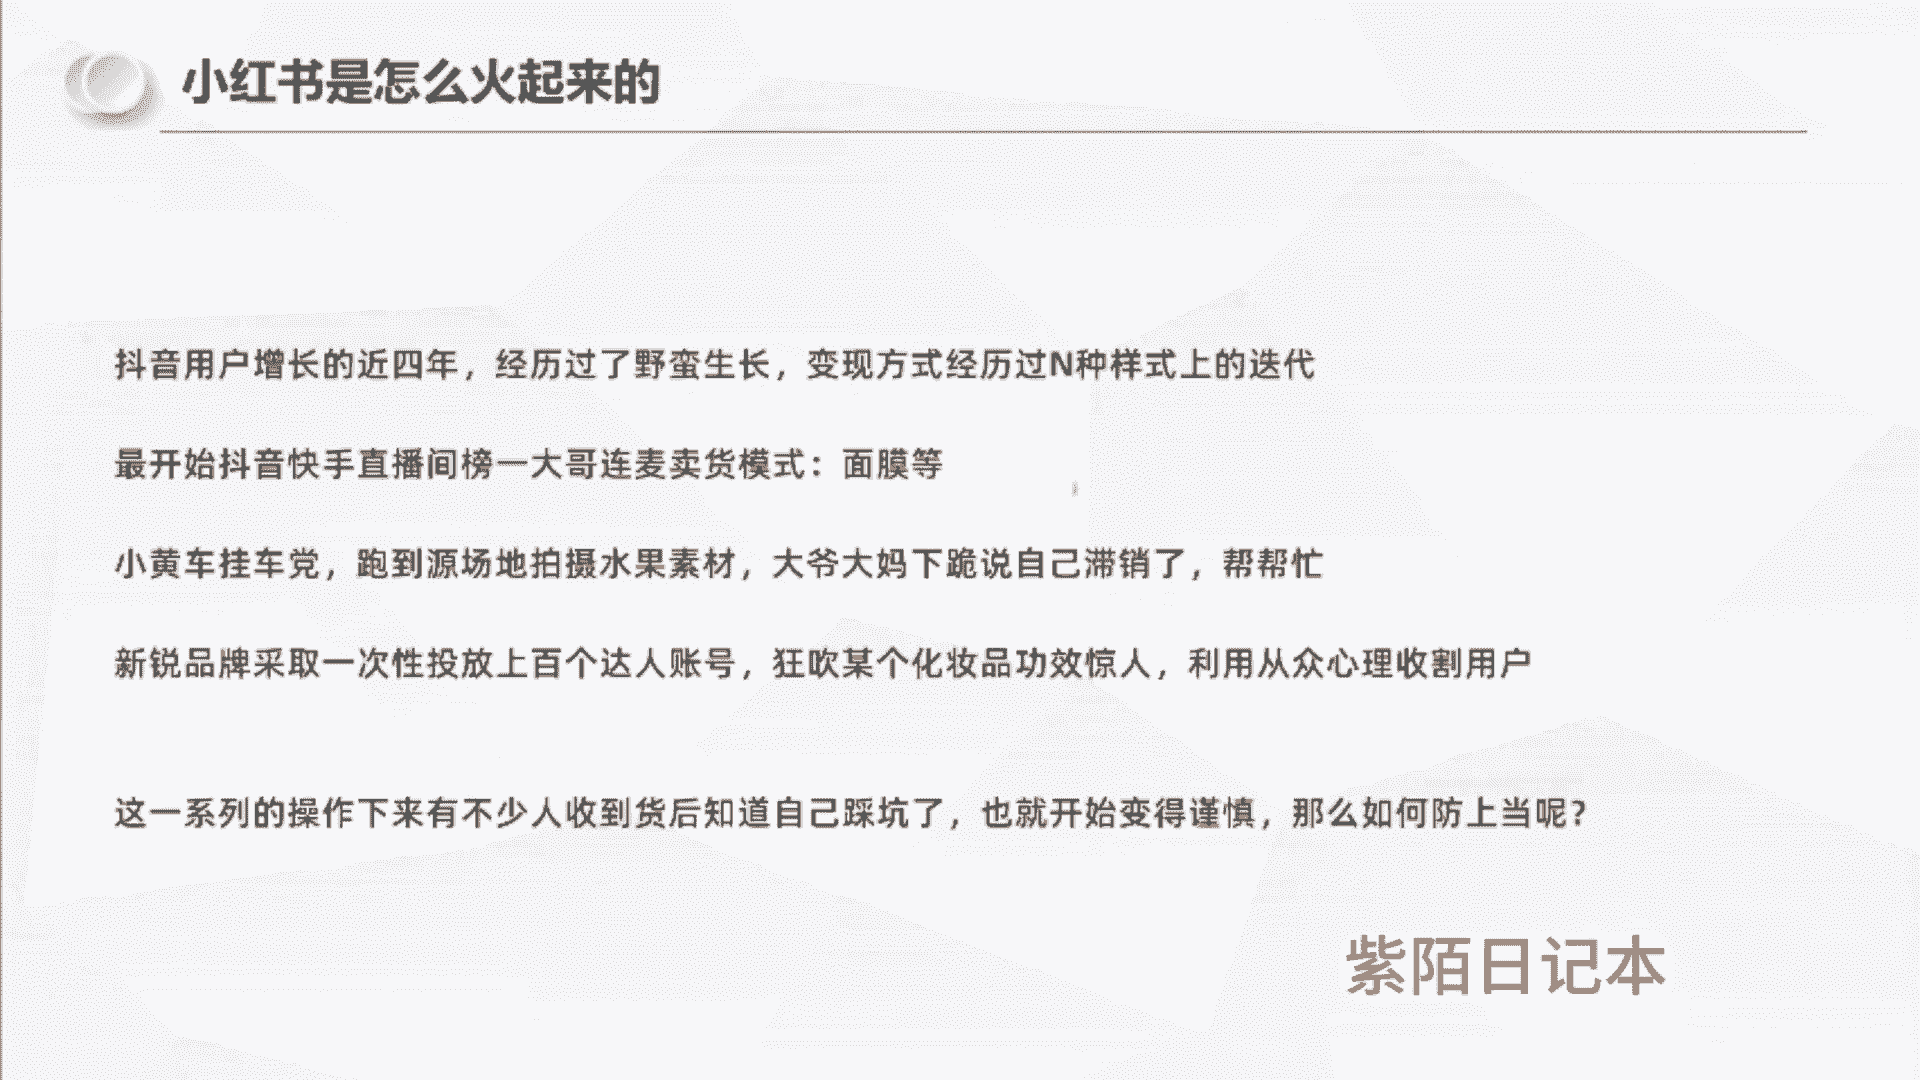 小红书是怎么火起来的
抖音用户增长的近四年，经历过了野蛮生长，变现方式经历过N种样式上的迭代
最开始抖音快手直播间榜一大哥连麦卖货模式：面膜等
小黄车挂车党，跑到源场地拍摄水果素材，大爷大妈下跪说自己滞销了，帮帮忙
新锐品牌采取一次性投放上百个达人账号，狂吹某个化妆品功效惊人，利用从众心理收割用户
这一系列的操作下来有不少人收到货后知道自己踩坑了，也就开始变得谨慎，那么如何防上当呢？
紫陌日记本